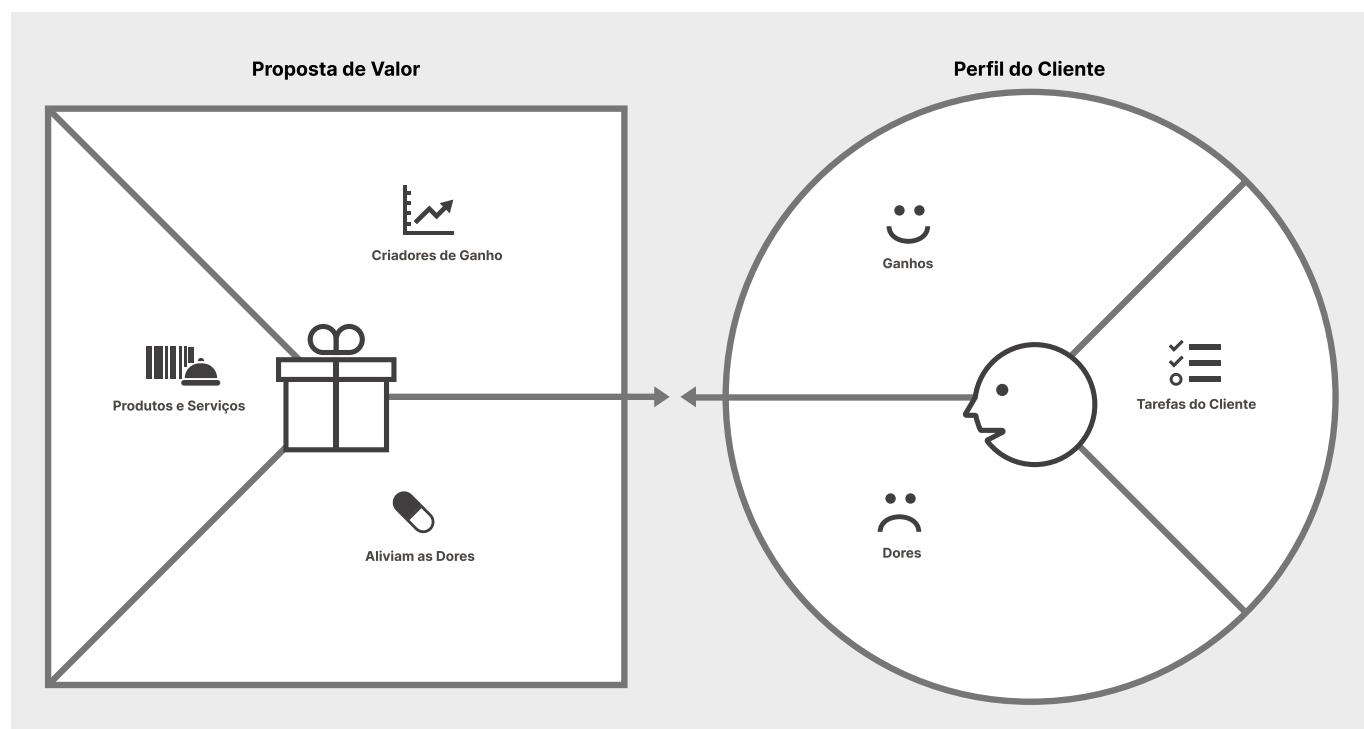 Proposta de Valor
Perfil do Cliente
Criadores de Ganho
Produtos e Serviços
Aliviam as Dores
Ganhos
Tarefas do Cliente
Dores